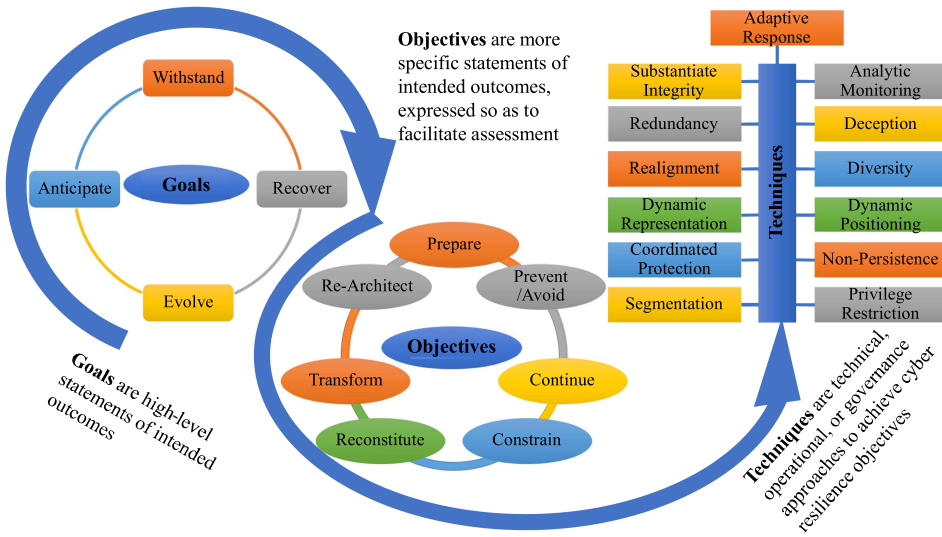 Withstand
Anticipate
Goals
Recover
Evolve
Goals are high-level
statements of intended
outcomes
Objectives are more
specific statements of
intended outcomes,
expressed so as to
facilitate assessment
Prepare
Re-Architect
Prevent
/Avoid
Objectives
Transform
Continue
Reconstitute
Constrain
Adaptive
Response
Substantiate
Integrity
Analytic
Monitoring
Redundancy
Deception
Realignment
Diversity
Techniques
Dynamic
Representation
Dynamic
Positioning
Coordinated
Protection
Non-Persistence
Segmentation
Privilege
Restriction
Techniques are technical,
operational, or governance
approaches to achieve cyber
resilience objectives